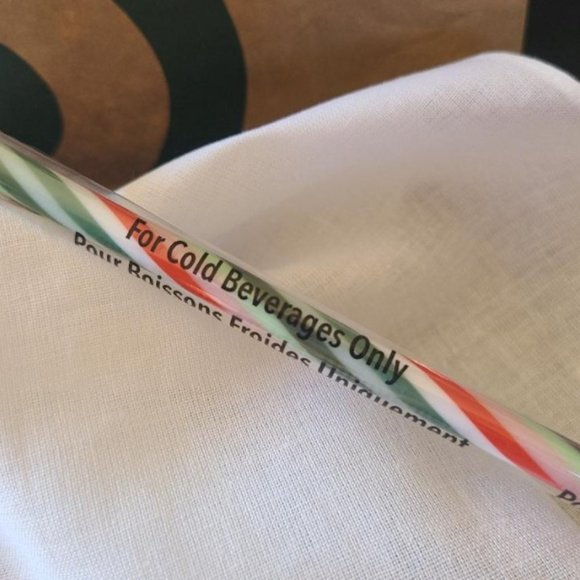 For Cold Beverages Only
Pour Boissons Froides Uniquement